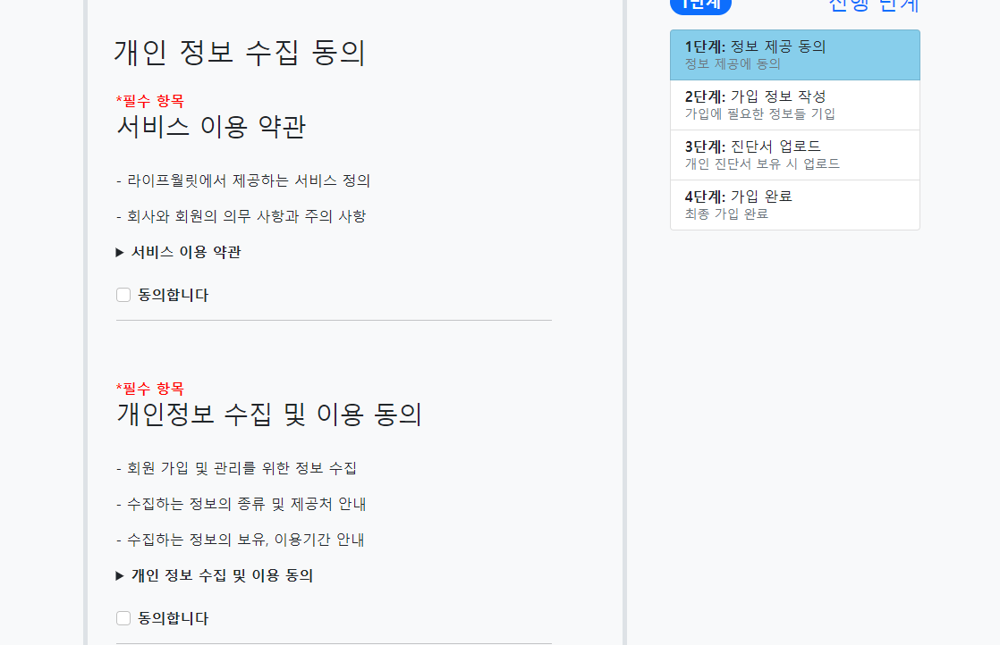 개인 정보 수집 동의
*필수 항목
서비스 이용 약관
- 라이프월릿에서 제공하는 서비스 정의
- 회사와 회원의 의무 사항과 주의 사항
▶ 서비스 이용 약관
동의합니다
*필수 항목
개인정보 수집 및 이용 동의
- 회원 가입 및 관리를 위한 정보 수집
- 수집하는 정보의 종류 및 제공처 안내
- 수집하는 정보의 보유, 이용기간 안내
▶ 개인 정보 수집 및 이용 동의
동의합니다
1단계
진행 단계
1단계: 정보 제공 동의
정보 제공에 동의
2단계: 가입 정보 작성
가입에 필요한 정보들 기입
3단계: 진단서 업로드
개인 진단서 보유 시 업로드
4단계: 가입 완료
최종 가입 완료